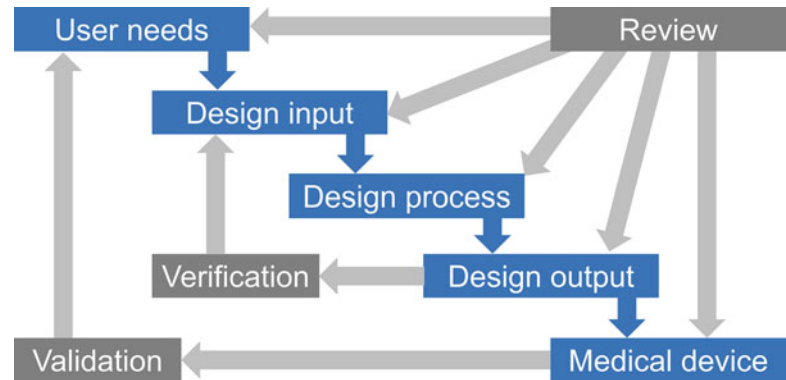 User needs
Review
Design input
Design process
Verification
Design output
Validation
Medical device